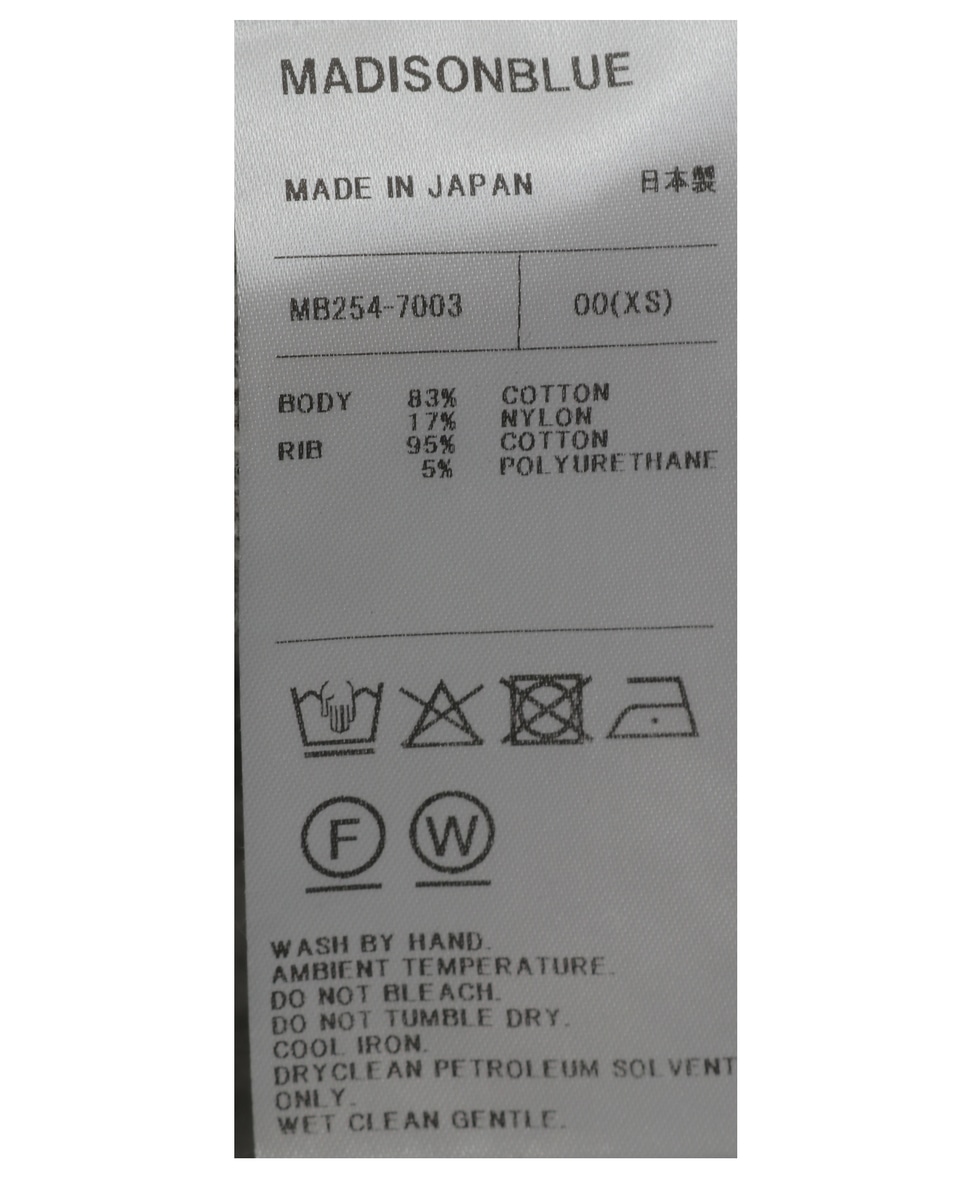 MADISONBLUE
MADE IN JAPAN 日本製
MB254-7003 00(XS)
BODY 83% COTTON
17% NYLON
RIB 95% COTTON
5% POLYURETHANE
F W
WASH BY HAND.
AMBIENT TEMPERATURE.
DO NOT BLEACH.
DO NOT TUMBLE DRY.
COOL IRON.
DRYCLEAN PETROLEUM SOLVENT
ONLY.
WET CLEAN GENTLE.